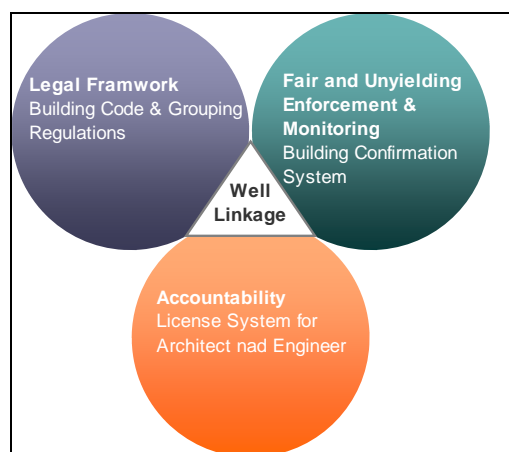 Legal Framwork
Building Code & Grouping
Regulations
Fair and Unyielding
Enforcement &
Monitoring
Building Confirmation
System
Well
Linkage
Accountability
License System for
Architect nad Engineer